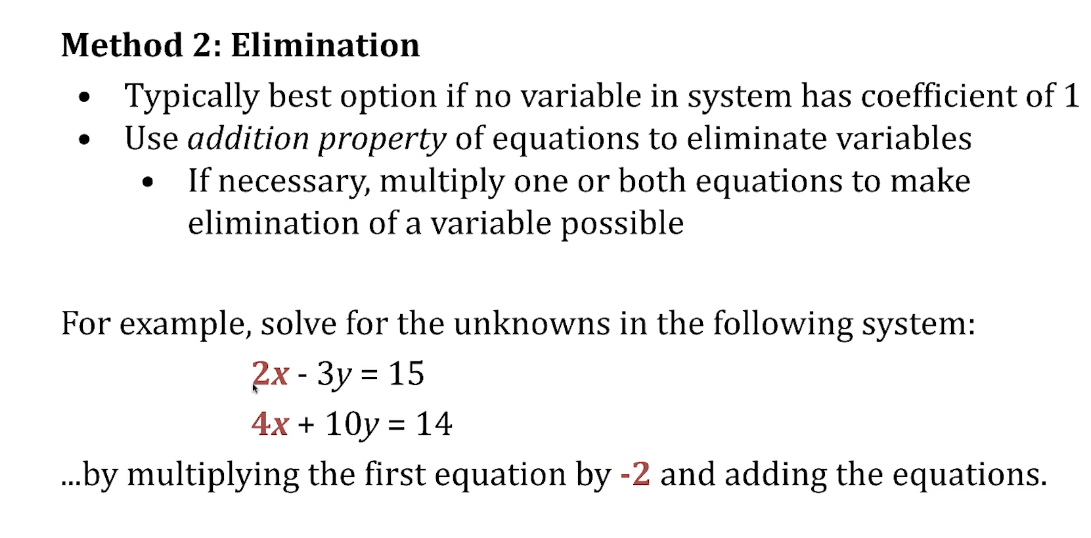 Method 2: Elimination
• Typically best option if no variable in system has coefficient of 1
• Use addition property of equations to eliminate variables
• If necessary, multiply one or both equations to make
elimination of a variable possible
For example, solve for the unknowns in the following system:
2x - 3y = 15
4x + 10y = 14
...by multiplying the first equation by -2 and adding the equations.